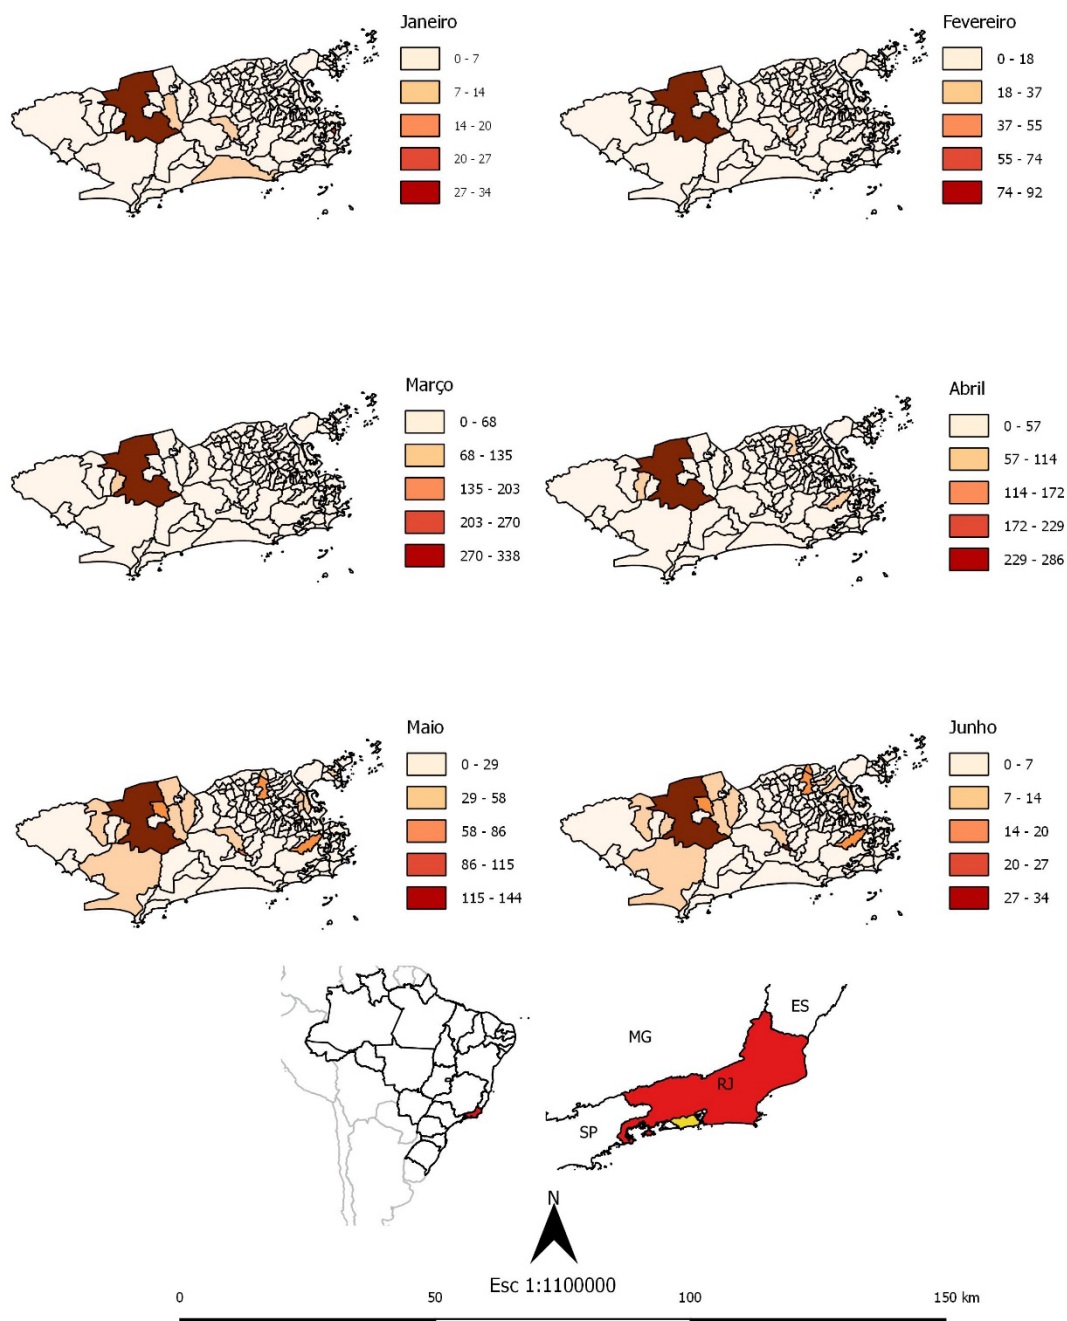 Janeiro
0 - 7
7 - 14
14 - 20
20 - 27
27 - 34
Fevereiro
0 - 18
18 - 37
37 - 55
55 - 74
74 - 92
Março
0 - 68
68 - 135
135 - 203
203 - 270
270 - 338
Abril
0 - 57
57 - 114
114 - 172
172 - 229
229 - 286
Maio
0 - 29
29 - 58
58 - 86
86 - 115
115 - 144
Junho
0 - 7
7 - 14
14 - 20
20 - 27
27 - 34
ES
MG
RJ
SP
N
Esc 1:1100000
0 50 100 150 km